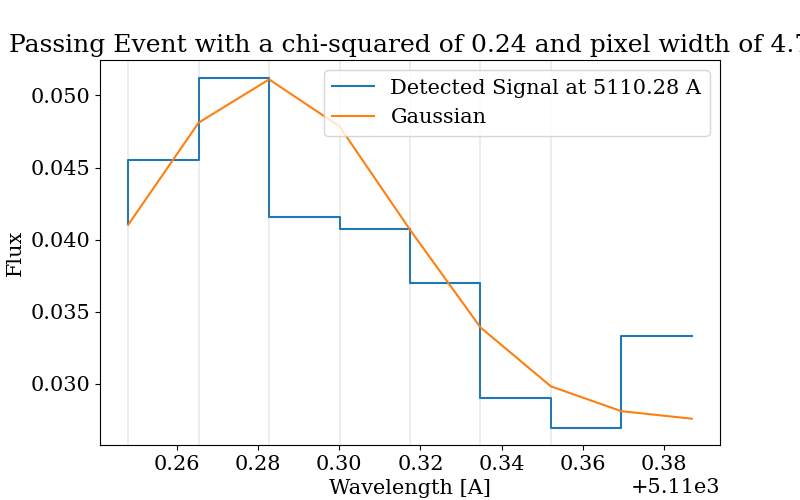 Passing Event with a chi-squared of 0.24 and pixel width of 4.7
Detected Signal at 5110.28 A
Gaussian
Flux
0.050
0.045
0.040
0.035
0.030
0.26 0.28 0.30 0.32 0.34 0.36 0.38
Wavelength [A]
+5.11e3